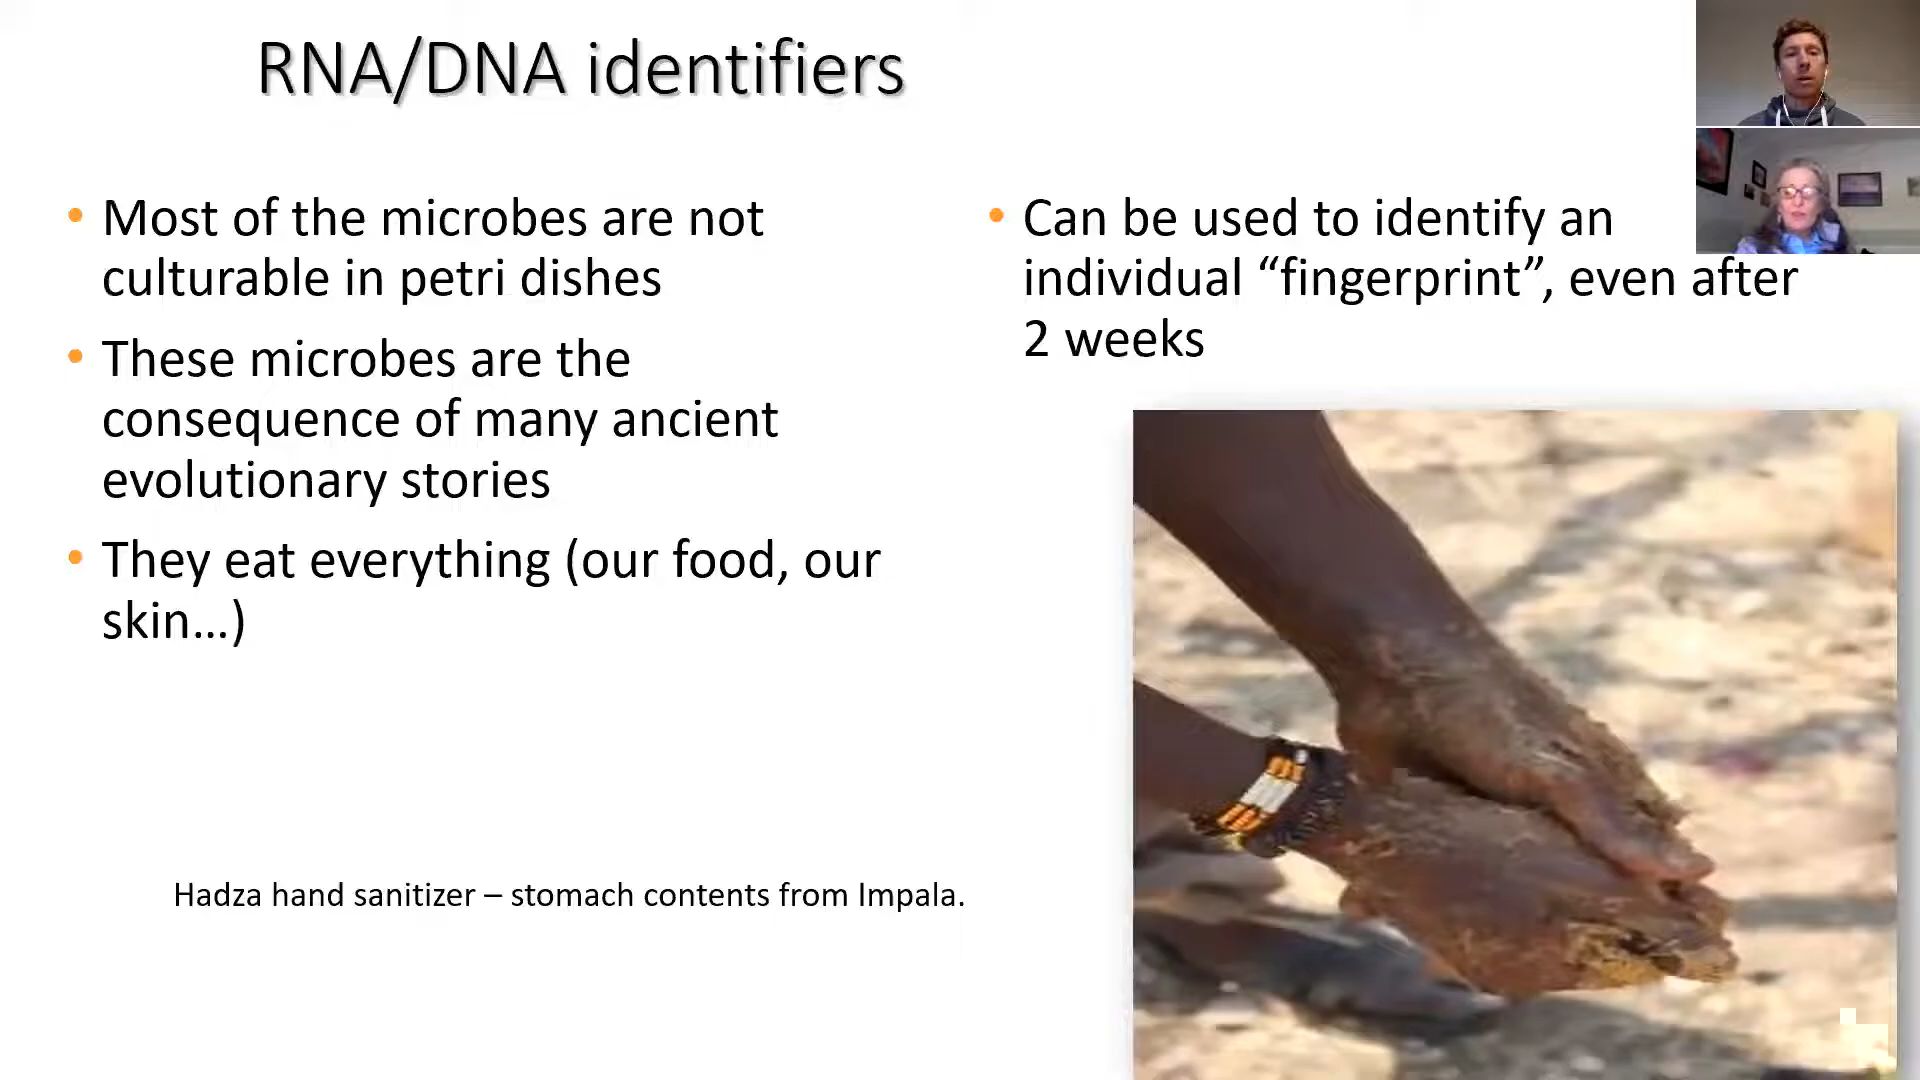 RNA/DNA identifiers
• Most of the microbes are not
culturable in petri dishes
• These microbes are the
consequence of many ancient
evolutionary stories
• They eat everything (our food, our
skin…)
• Can be used to identify an
individual “fingerprint”, even after
2 weeks
Hadza hand sanitizer – stomach contents from Impala.